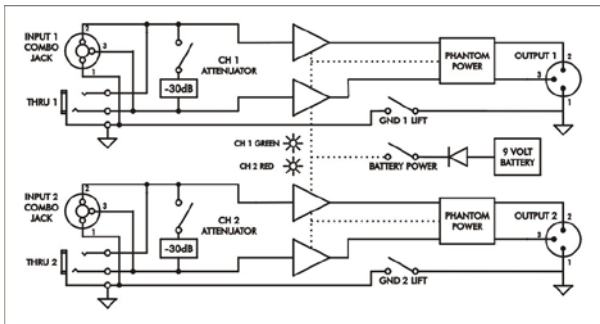 INPUT 1
COMBO
JACK
2
3
1
THRU 1
CH 1
ATTENUATOR
-30dB
PHANTOM
POWER
OUTPUT 1
2
3
1
GND 1 LIFT
CH 1 GREEN
CH 2 RED
BATTERY POWER
9 VOLT
BATTERY
INPUT 2
COMBO
JACK
2
3
1
THRU 2
CH 2
ATTENUATOR
-30dB
PHANTOM
POWER
OUTPUT 2
2
3
1
GND 2 LIFT